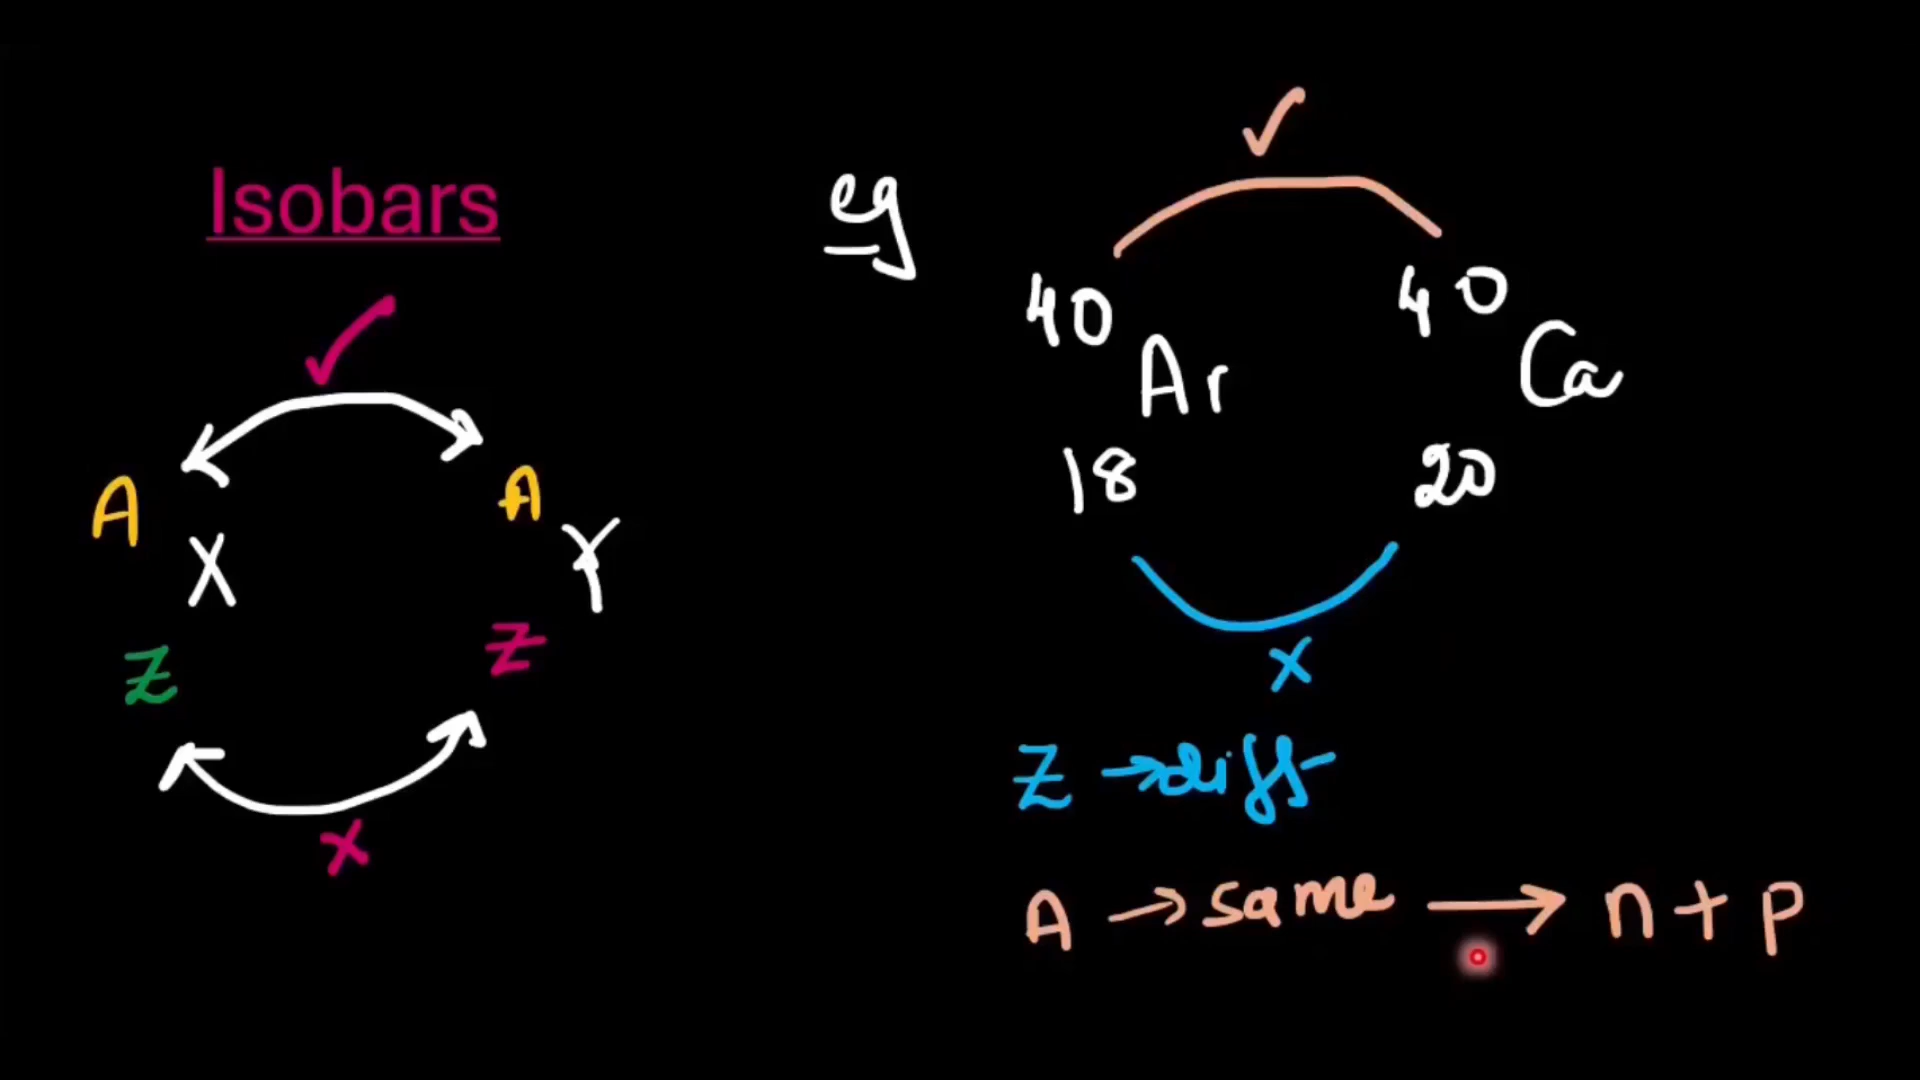 Isobars
✓
A X Z
A Y Z
x
eg
✓
40 Ar 18
40 Ca 20
x
Z → diff
A → same → n + p